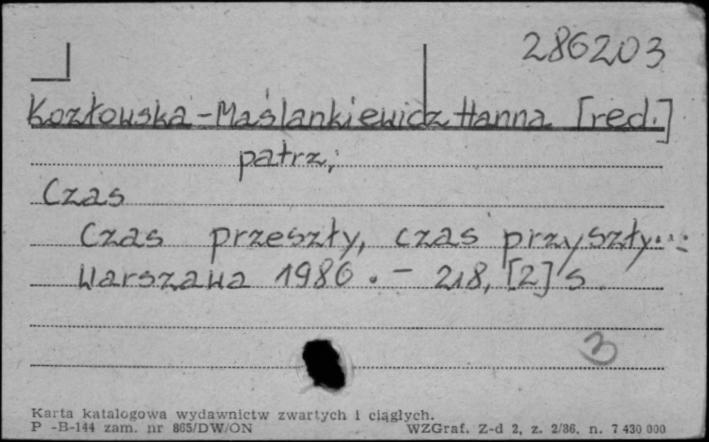 286203
Kozłowska-Maślankiewicz Hanna [red.]
patrz:
Czas
Czas przeszły, czas przyszły...:
Warszawa 1986. - 218, [2] s.
3
Karta katalogowa wydawnictw zwartych i ciągłych.
P -B-144 zam. nr 865/DW/ON WZGraf. Z-d 2, z. 2/86. n. 7 430 000